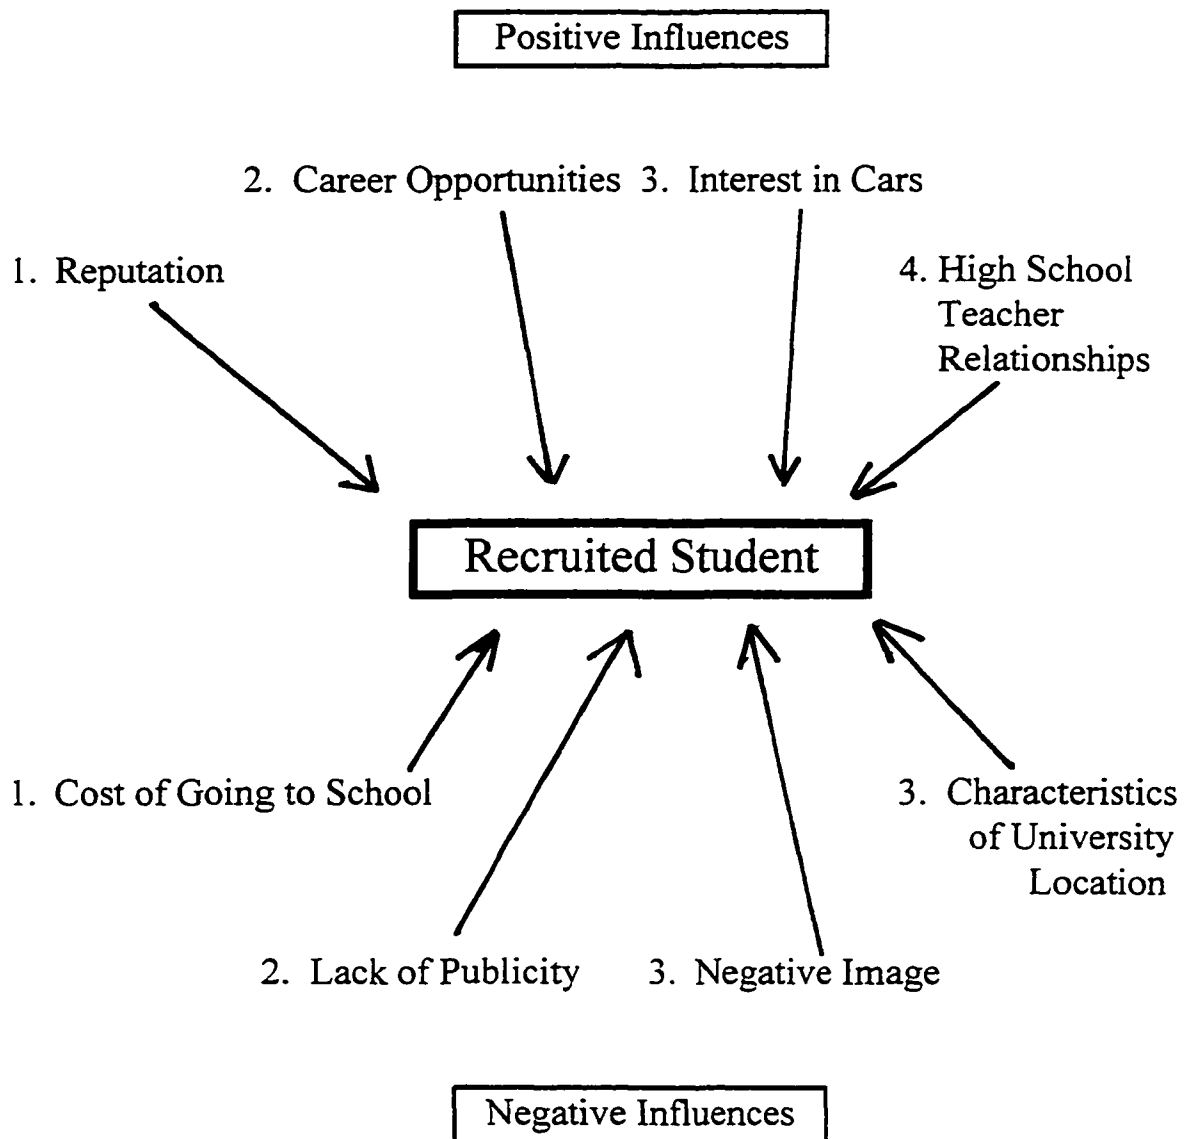 Positive Influences
2. Career Opportunities
3. Interest in Cars
1. Reputation
4. High School
Teacher
Relationships
Recruited Student
1. Cost of Going to School
3. Characteristics
of University
Location
2. Lack of Publicity
3. Negative Image
Negative Influences